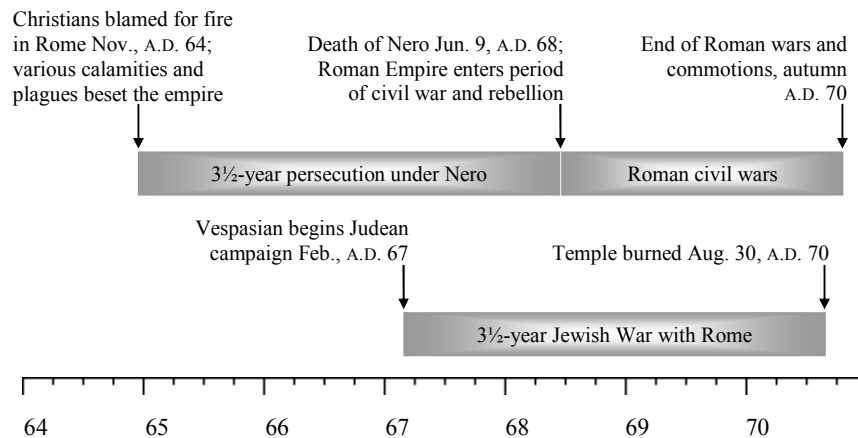 Christians blamed for fire
in Rome Nov., A.D. 64;
various calamities and
plagues beset the empire
Death of Nero Jun. 9, A.D. 68;
Roman Empire enters period
of civil war and rebellion
End of Roman wars and
commotions, autumn
A.D. 70
3½-year persecution under Nero
Roman civil wars
Vespasian begins Judean
campaign Feb., A.D. 67
Temple burned Aug. 30, A.D. 70
3½-year Jewish War with Rome
64 65 66 67 68 69 70